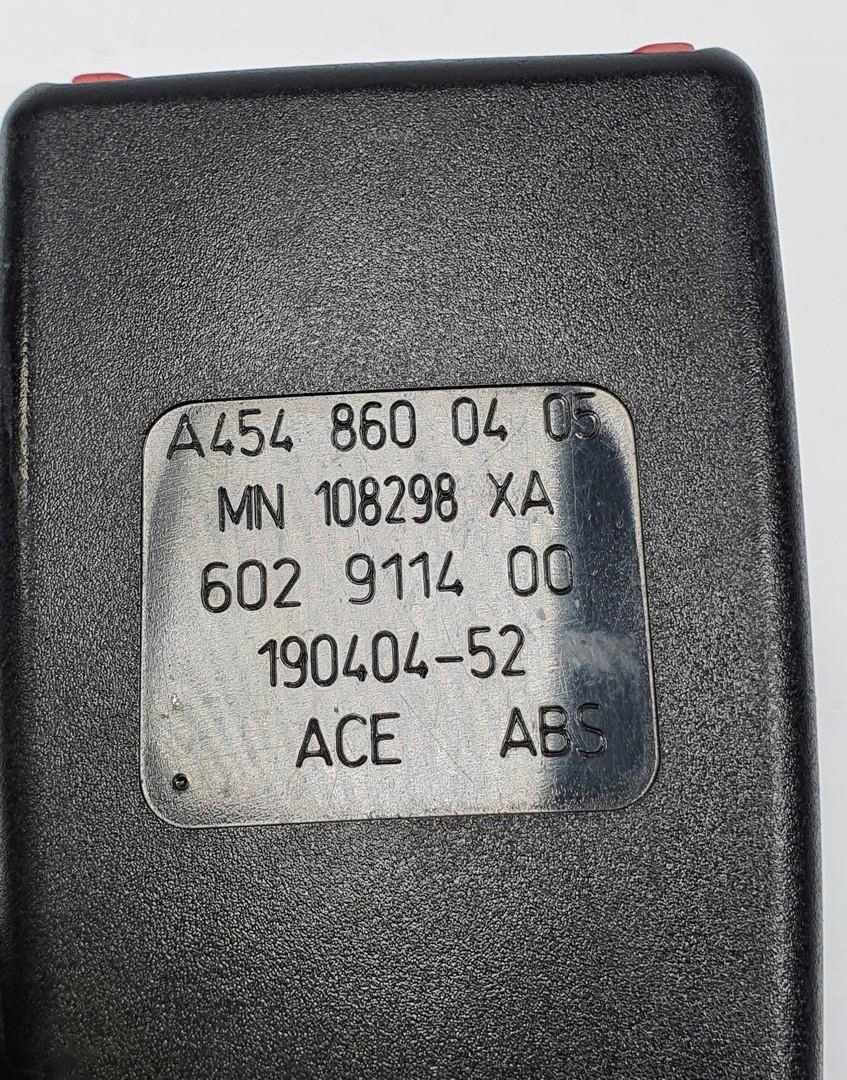 A454 860 04 05
MN 108298 XA
602 9114 00
190404-52
ACE ABS